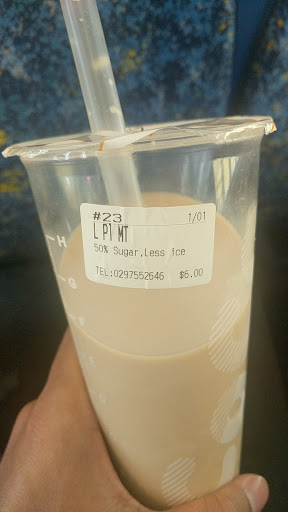 #23 1/01
L P1 MT
50% Sugar,Less ice
TEL:0297552646 $6.00
H
G
F